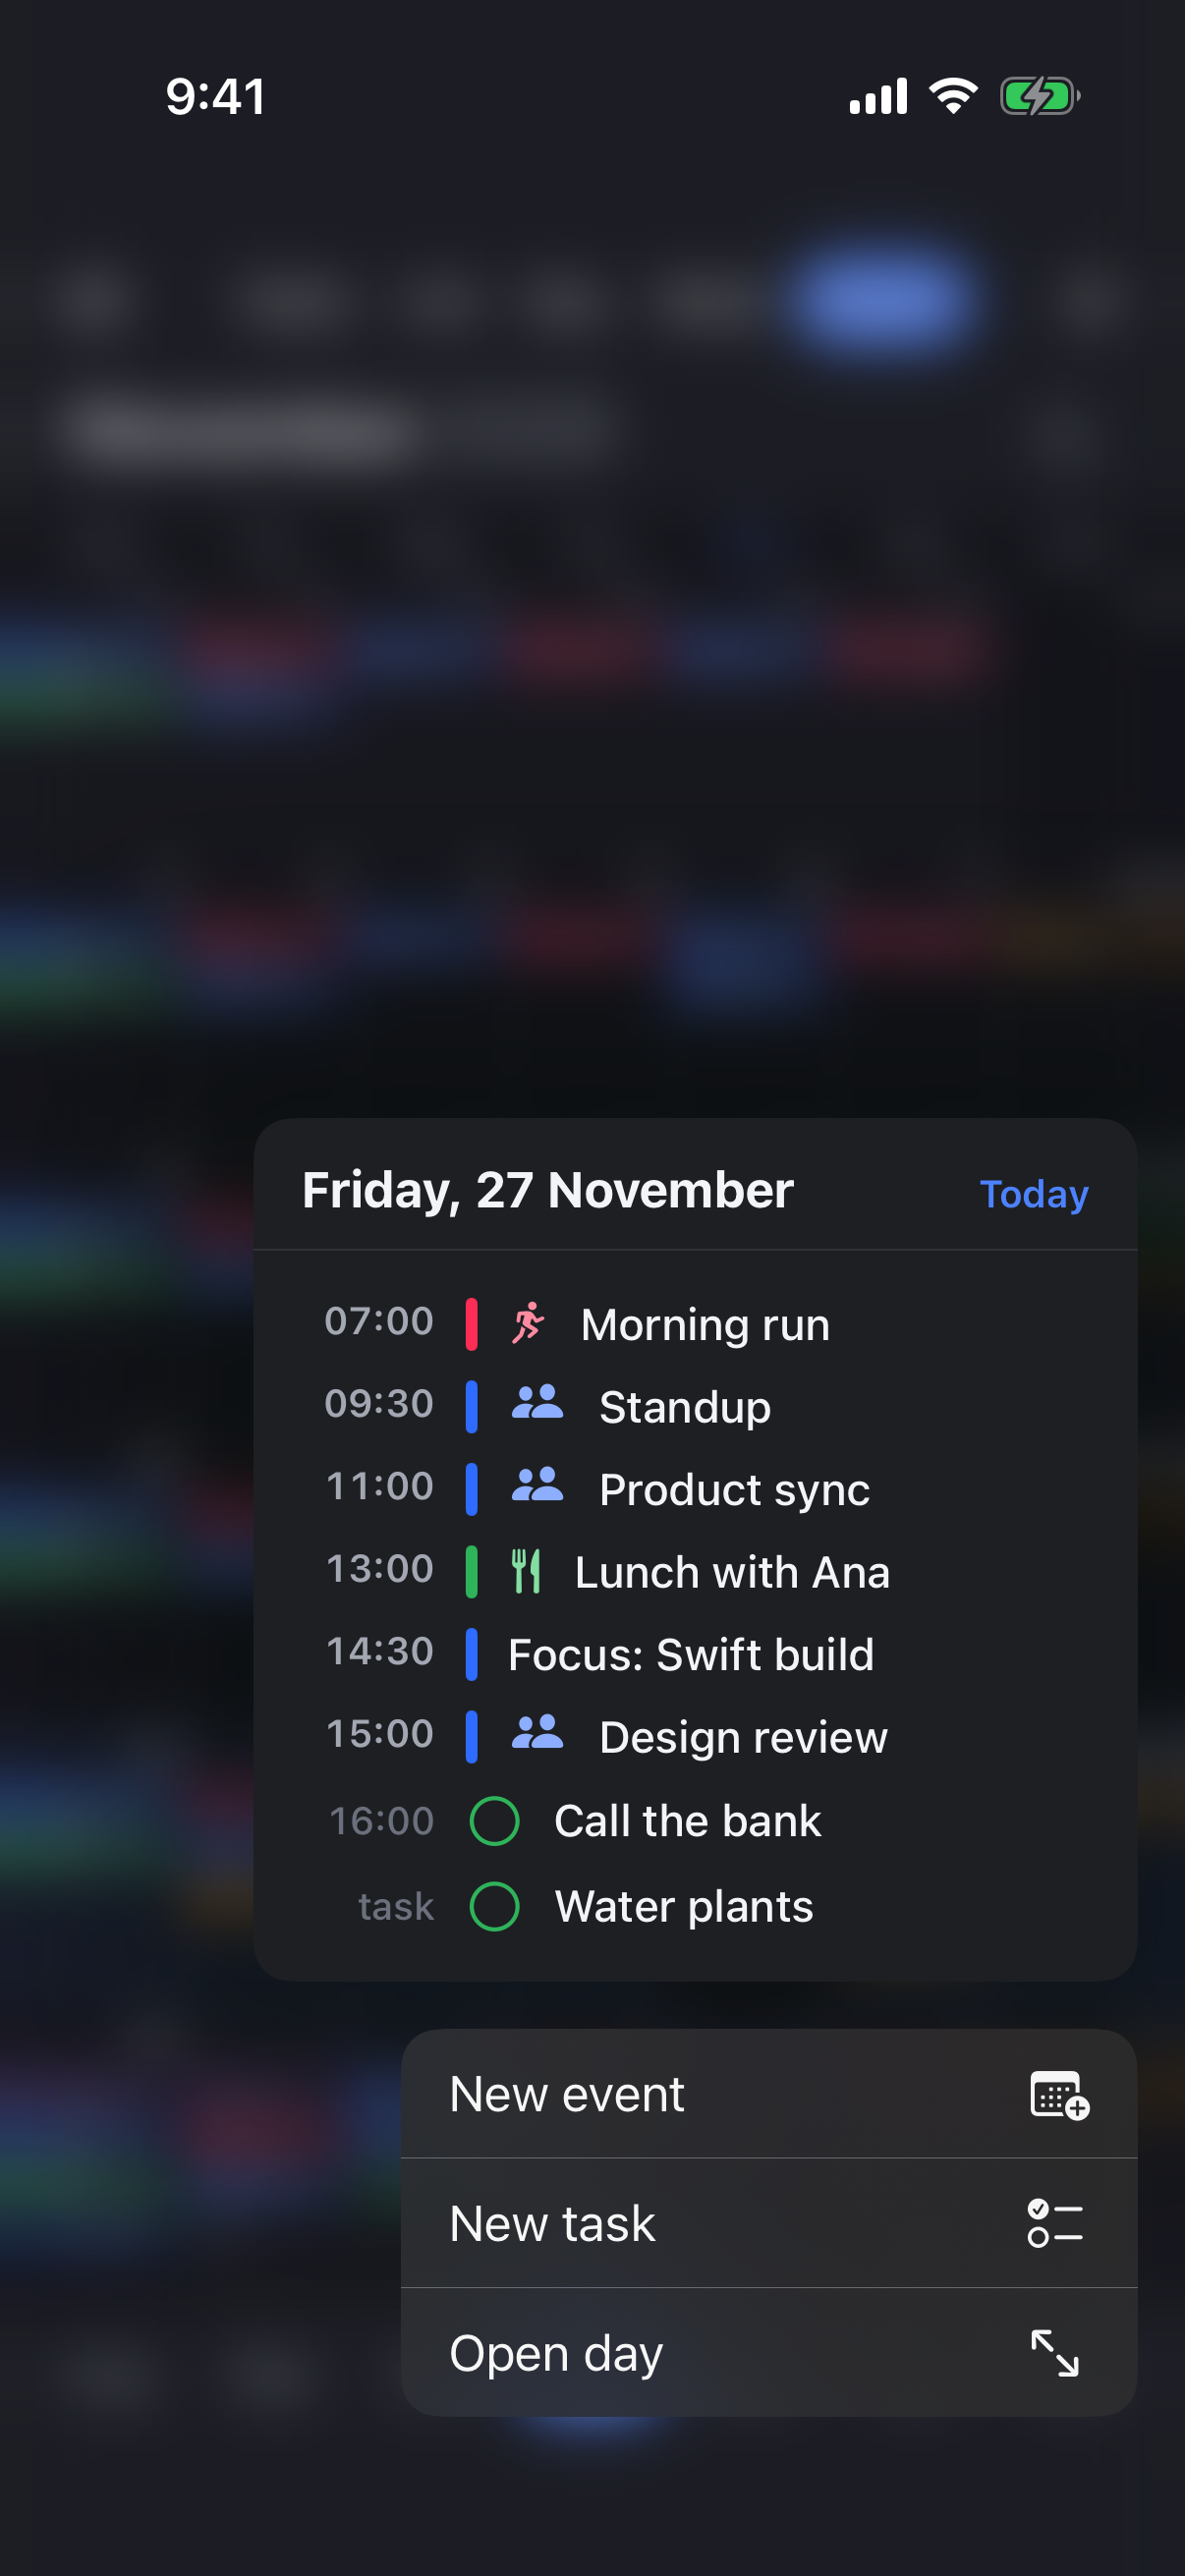 9:41
Friday, 27 November Today
07:00 Morning run
09:30 Standup
11:00 Product sync
13:00 Lunch with Ana
14:30 Focus: Swift build
15:00 Design review
16:00 Call the bank
task Water plants
New event
New task
Open day